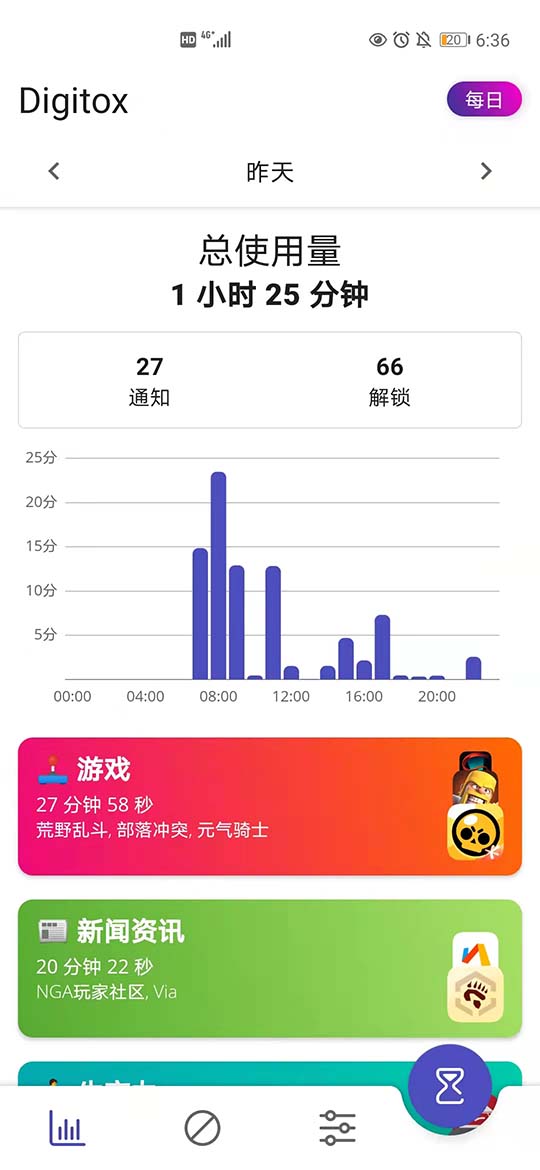 HD 4G+ 20 6:36
Digitox
每日
昨天
总使用量
1 小时 25 分钟
27
通知
66
解锁
25分
20分
15分
10分
5分
00:00 04:00 08:00 12:00 16:00 20:00
游戏
27 分钟 58 秒
荒野乱斗, 部落冲突, 元气骑士
新闻资讯
20 分钟 22 秒
NGA玩家社区, Via